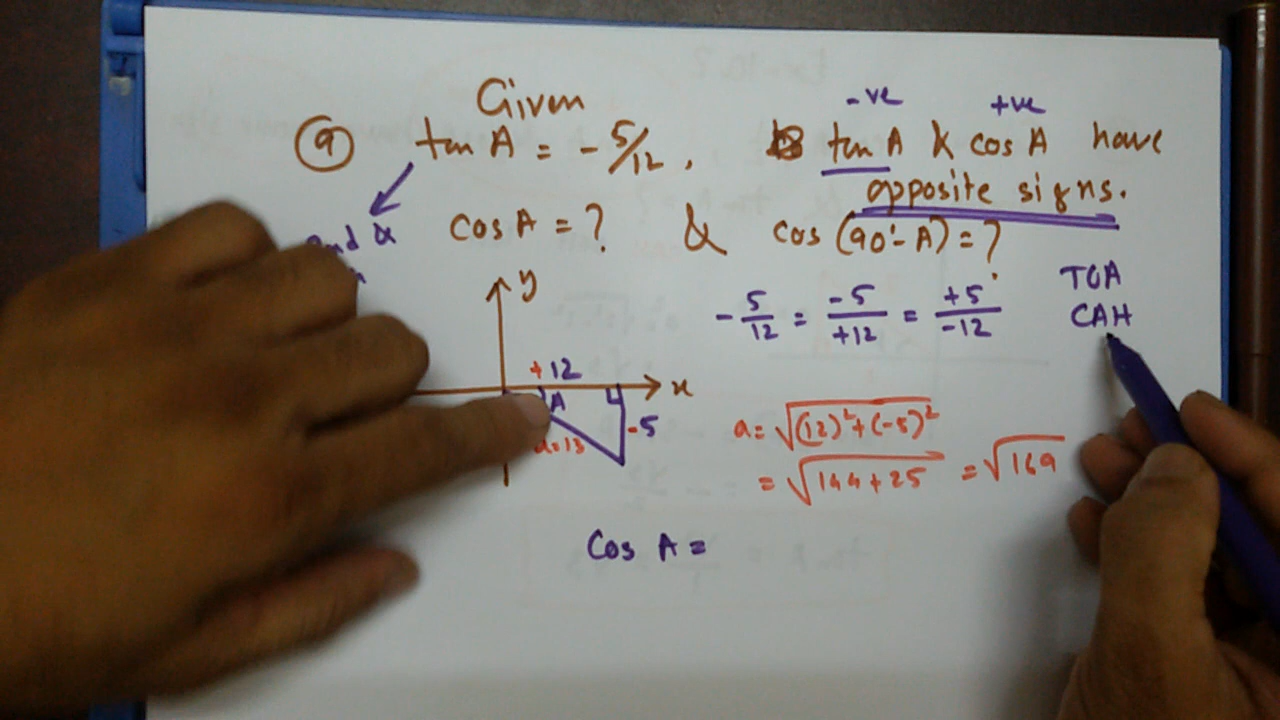 Given
-ve +ve
9 tan A = - 5/12 , tan A & cos A have
opposite signs.
cos A = ? & cos (90° - A) = ?
y
TOA
- 5/12 = -5/+12 = +5/-12
CAH
+12
x
A
-5
a=13
a = √(12)² + (-5)²
= √144 + 25 = √169
Cos A =